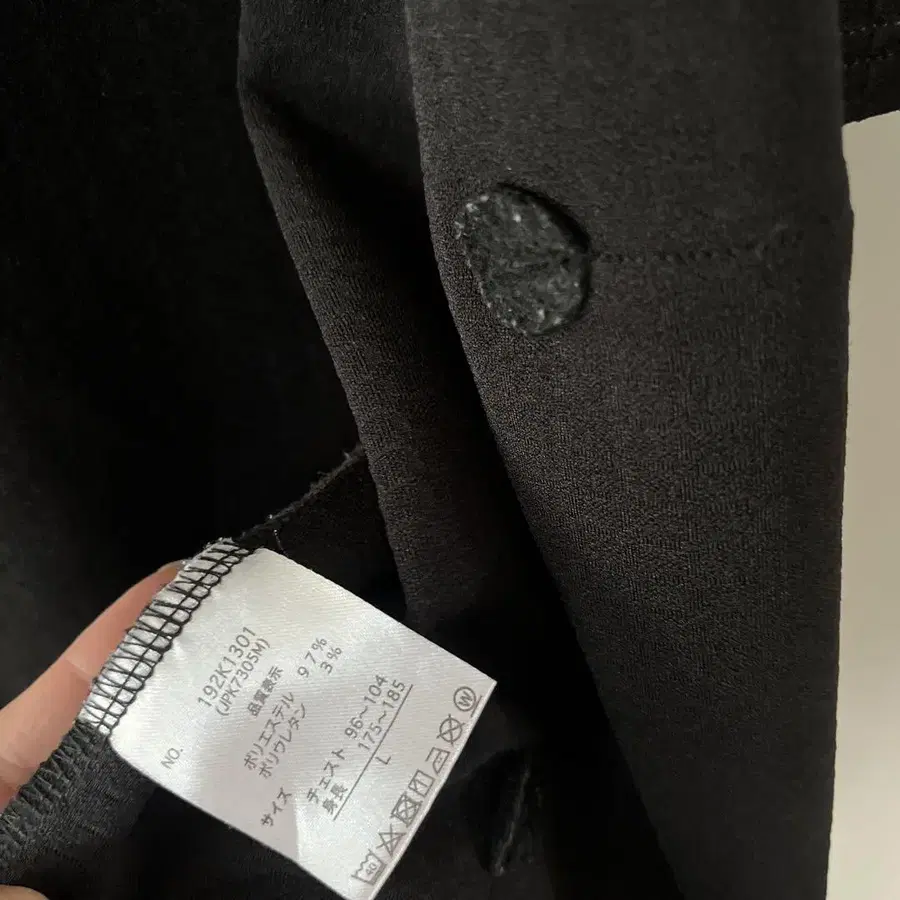 NO.
192K1301
(JPK7305M)
品質表示
ポリエステル 97%
ポリウレタン 3%
サイズ
チェスト 96~104
身長 175~185
L
40 W